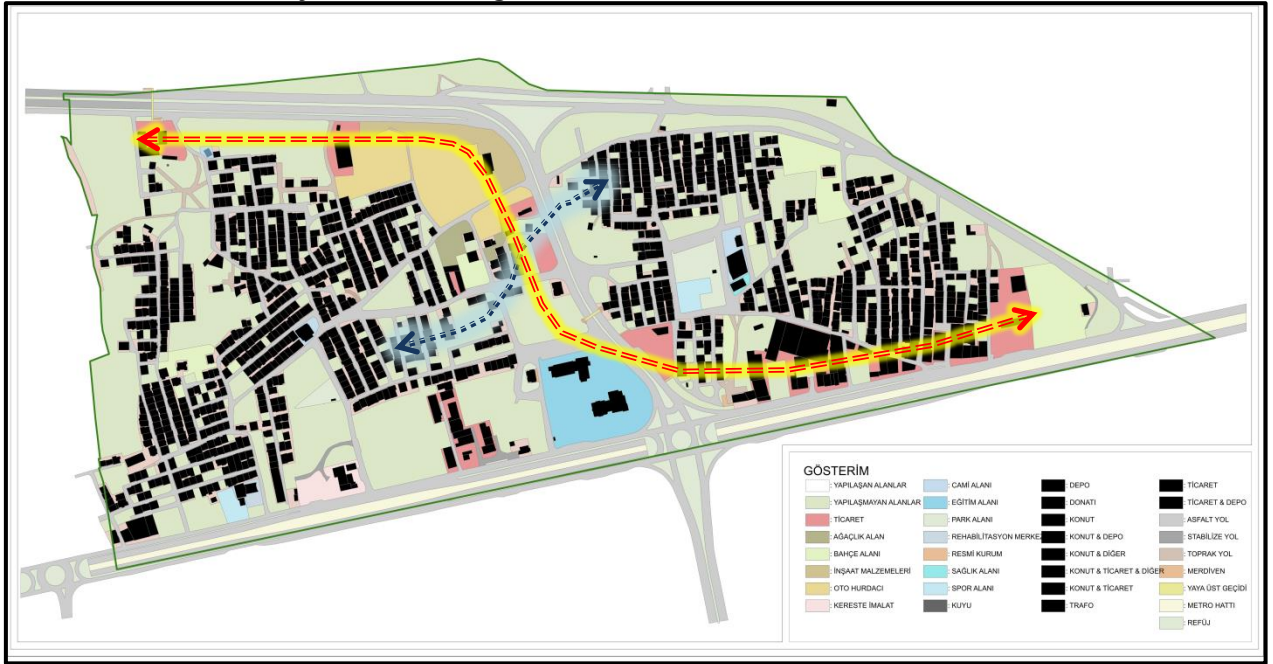 GÖSTERİM
: YAPILAŞAN ALANLAR
: YAPILAŞMAYAN ALANLAR
: TİCARET
: AĞAÇLIK ALAN
: BAHÇE ALANI
: İNŞAAT MALZEMELERİ
: OTO HURDACI
: KERESTE İMALAT
: CAMİ ALANI
: EĞİTİM ALANI
: PARK ALANI
: REHABİLİTASYON MERKEZ
: RESMİ KURUM
: SAĞLIK ALANI
: SPOR ALANI
: KUYU
: DEPO
: DONATI
: KONUT
: KONUT & DEPO
: KONUT & DİĞER
: KONUT & TİCARET & DİĞER
: KONUT & TİCARET
: TRAFO
: TİCARET
: TİCARET & DEPO
: ASFALT YOL
: STABİLİZE YOL
: TOPRAK YOL
: MERDİVEN
: YAYA ÜST GEÇİDİ
: METRO HATTI
: REFÜJ